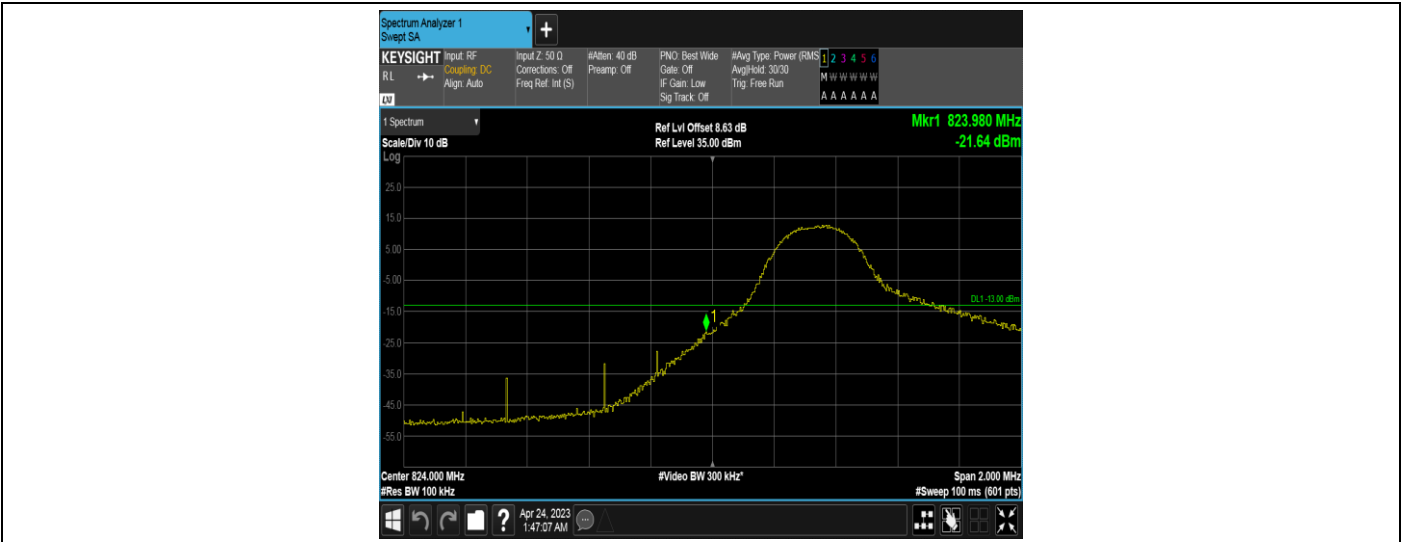 Spectrum Analyzer 1
Swept SA
+
KEYSIGHT
RL
LXI
Input: RF
Coupling: DC
Align: Auto
Input Z: 50 Ω
Corrections: Off
Freq Ref: Int (S)
#Atten: 40 dB
Preamp: Off
PNO: Best Wide
Gate: Off
IF Gain: Low
Sig Track: Off
#Avg Type: Power (RMS
Avg|Hold: 30/30
Trig: Free Run
1 2 3 4 5 6
M W W W W W
A A A A A A
1 Spectrum
Scale/Div 10 dB
Log
Ref Lvl Offset 8.63 dB
Ref Level 35.00 dBm
Mkr1 823.980 MHz
-21.64 dBm
25.0
15.0
5.00
-5.00
DL1 -13.00 dBm
-15.0
1
-25.0
-35.0
-45.0
-55.0
Center 824.000 MHz
#Res BW 100 kHz
#Video BW 300 kHz*
Span 2.000 MHz
#Sweep 100 ms (601 pts)
?
Apr 24, 2023
1:47:07 AM